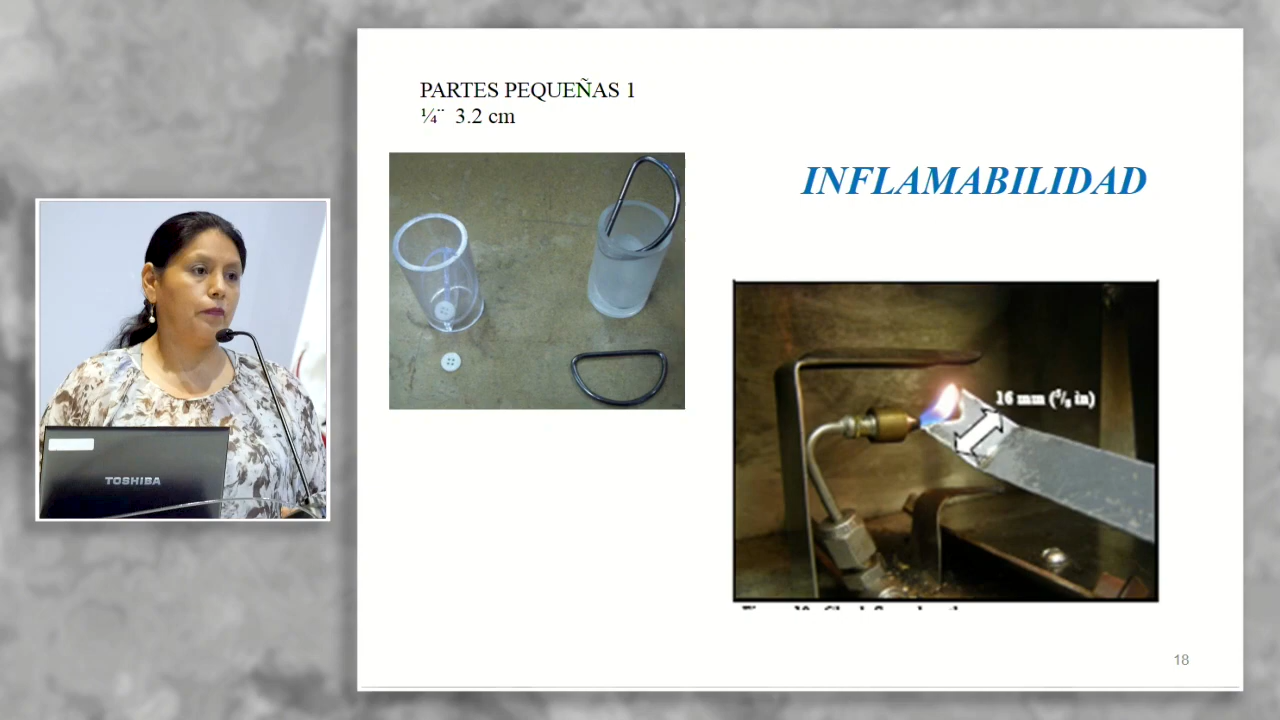 PARTES PEQUEÑAS 1
¼¨ 3.2 cm
INFLAMABILIDAD
16 mm (⁵/₈ in)
TOSHIBA
18